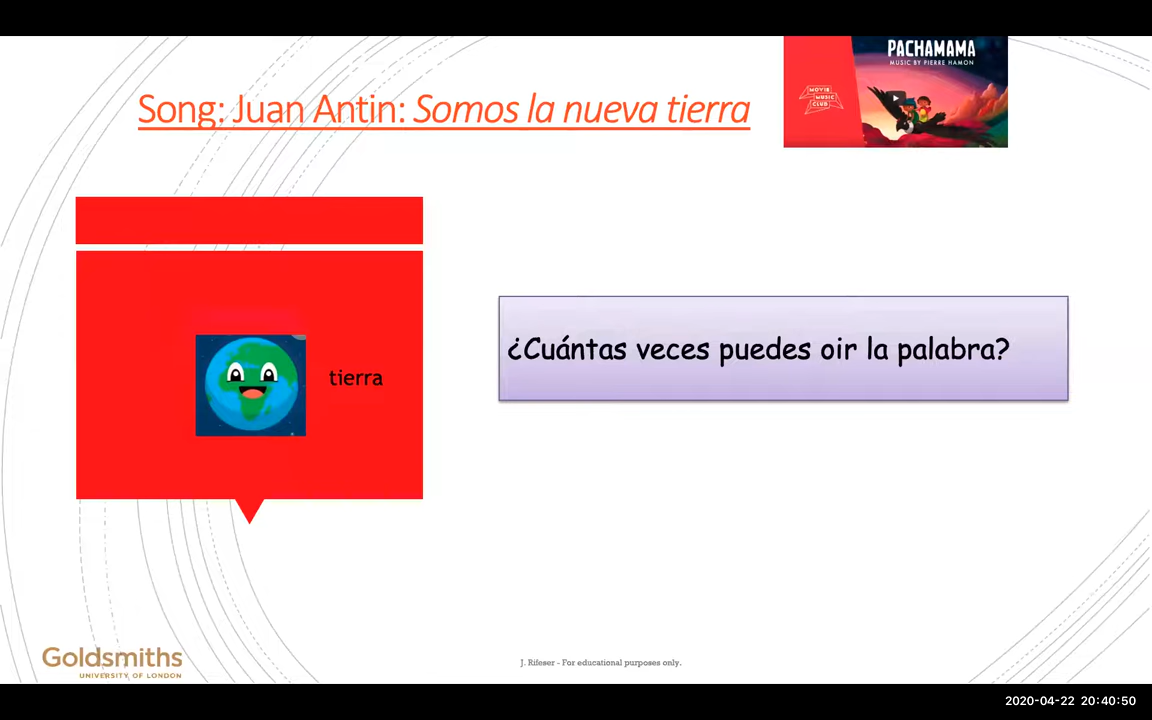 PACHAMAMA
MUSIC BY PIERRE HAMON
MOVIE
MUSIC
CLUB
Song: Juan Antin: Somos la nueva tierra
tierra
¿Cuántas veces puedes oir la palabra?
Goldsmiths
UNIVERSITY OF LONDON
J. Rifeser - For educational purposes only.
2020-04-22 20:40:50